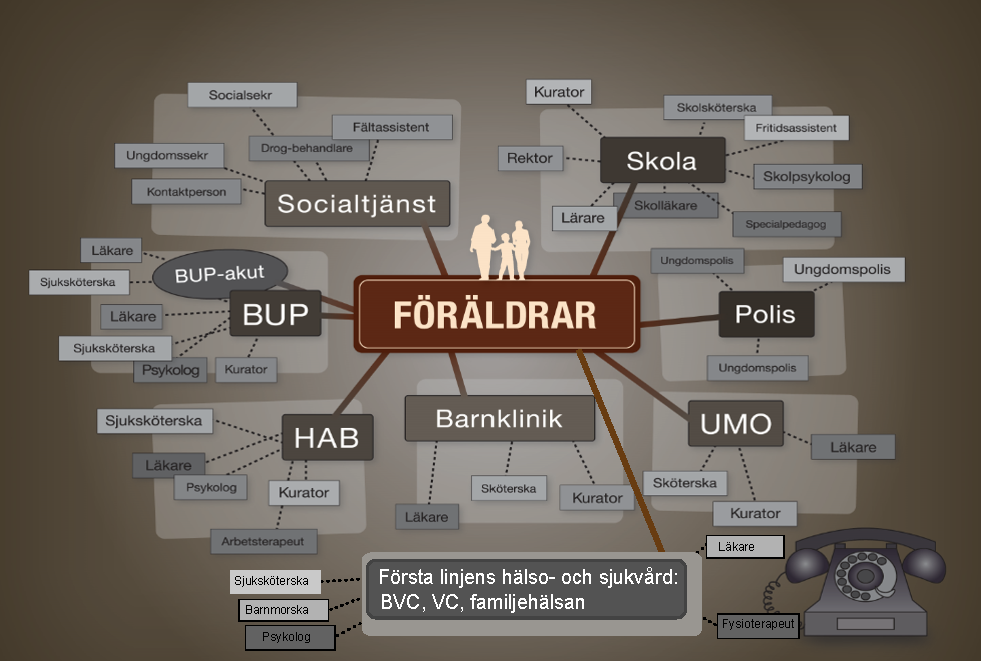 Socialsekr
Fältassistent
Drog-behandlare
Ungdomssekr
Kontaktperson
Socialtjänst
Kurator
Skolsköterska
Fritidsassistent
Rektor
Skola
Skolpsykolog
Skolläkare
Lärare
Specialpedagog
Läkare
BUP-akut
Sjuksköterska
Läkare
BUP
Sjuksköterska
Psykolog
Kurator
FÖRÄLDRAR
Ungdomspolis
Ungdomspolis
Polis
Ungdomspolis
Sjuksköterska
HAB
Läkare
Psykolog
Kurator
Arbetsterapeut
Barnklinik
Sköterska
Kurator
Läkare
UMO
Läkare
Sköterska
Kurator
Läkare
Sjuksköterska
Första linjens hälso- och sjukvård:
BVC, VC, familjehälsan
Barnmorska
Psykolog
Fysioterapeut